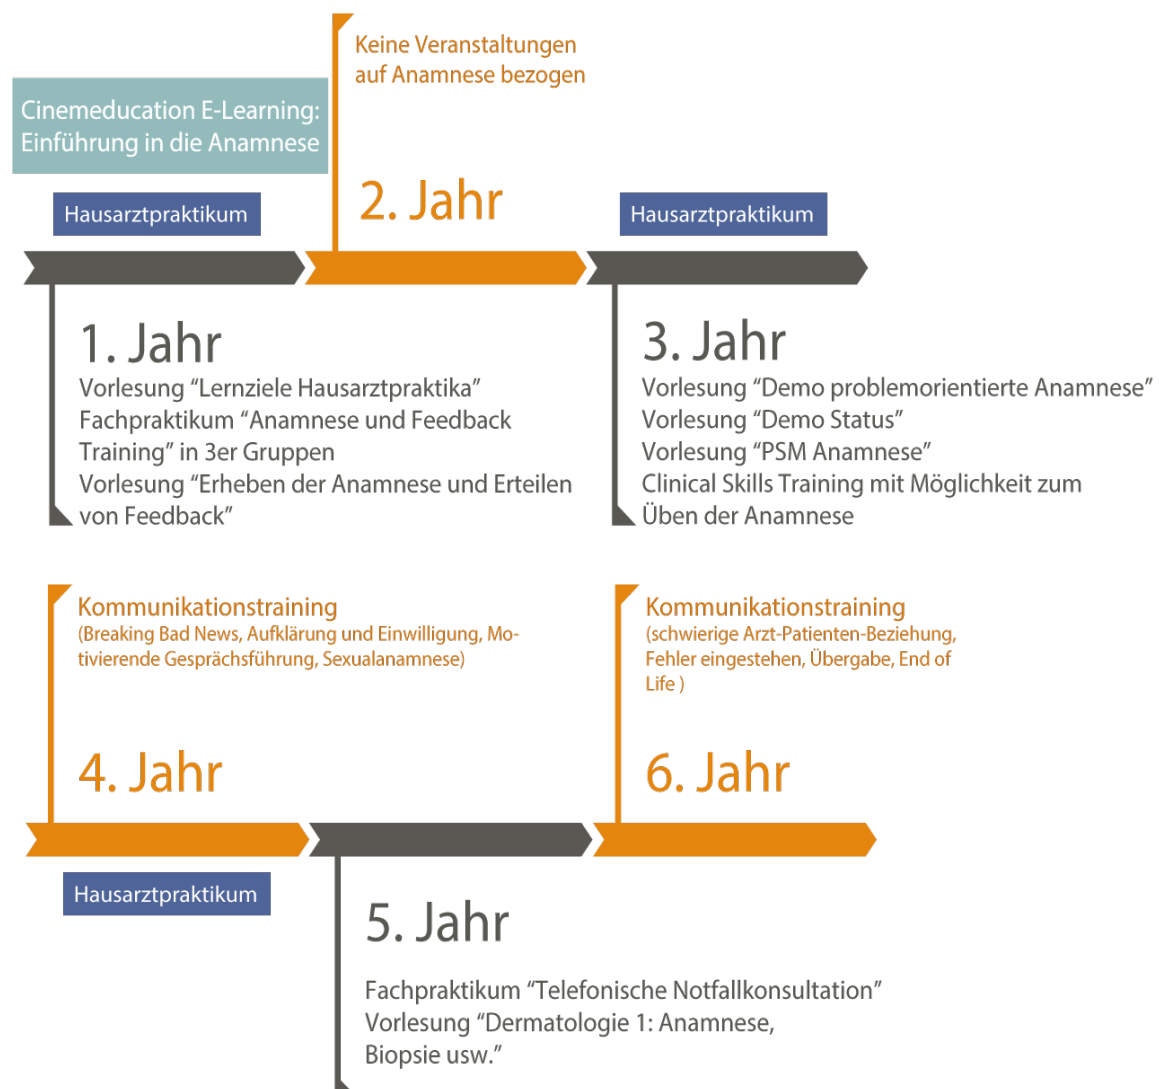 Keine Veranstaltungen
auf Anamnese bezogen
Cinemeducation E-Learning:
Einführung in die Anamnese
Hausarztpraktikum
2. Jahr
Hausarztpraktikum
1. Jahr
Vorlesung “Lernziele Hausarztpraktika”
Fachpraktikum “Anamnese und Feedback
Training” in 3er Gruppen
Vorlesung “Erheben der Anamnese und Erteilen
von Feedback”
3. Jahr
Vorlesung “Demo problemorientierte Anamnese”
Vorlesung “Demo Status”
Vorlesung “PSM Anamnese”
Clinical Skills Training mit Möglichkeit zum
Üben der Anamnese
Kommunikationstraining
(Breaking Bad News, Aufklärung und Einwilligung, Mo-
tivierende Gesprächsführung, Sexualanamnese)
4. Jahr
Kommunikationstraining
(schwierige Arzt-Patienten-Beziehung,
Fehler eingestehen, Übergabe, End of
Life )
6. Jahr
Hausarztpraktikum
5. Jahr
Fachpraktikum “Telefonische Notfallkonsultation”
Vorlesung “Dermatologie 1: Anamnese,
Biopsie usw.”